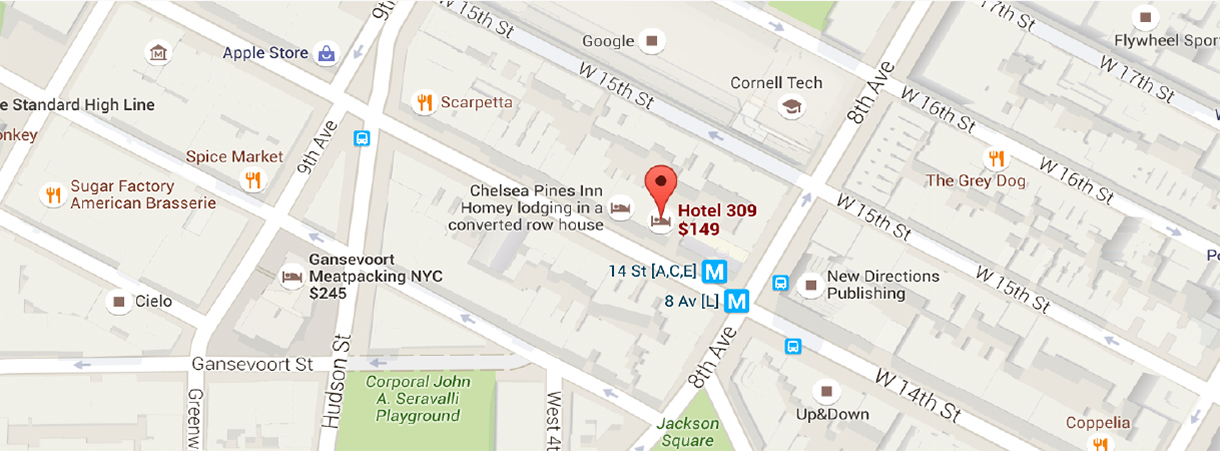 9th
W 15th St
Google
17th St
Flywheel Spor
Apple Store
W 15th St
Cornell Tech
8th Ave
W 17th St
e Standard High Line
Scarpetta
W 16th St
onkey
9th Ave
Spice Market
W 16th St
The Grey Dog
Sugar Factory
American Brasserie
Chelsea Pines Inn
Homey lodging in a
converted row house
Hotel 309
$149
W 15th St
Gansevoort
Meatpacking NYC
$245
14 St [A,C,E]
M
8 Av [L]
M
New Directions
Publishing
W 15th St
Cielo
Gansevoort St
Hudson St
8th Ave
Corporal John
A. Seravalli
Playground
Greenw
West 4t
W 14th St
Up&Down
Jackson
Square
Coppelia